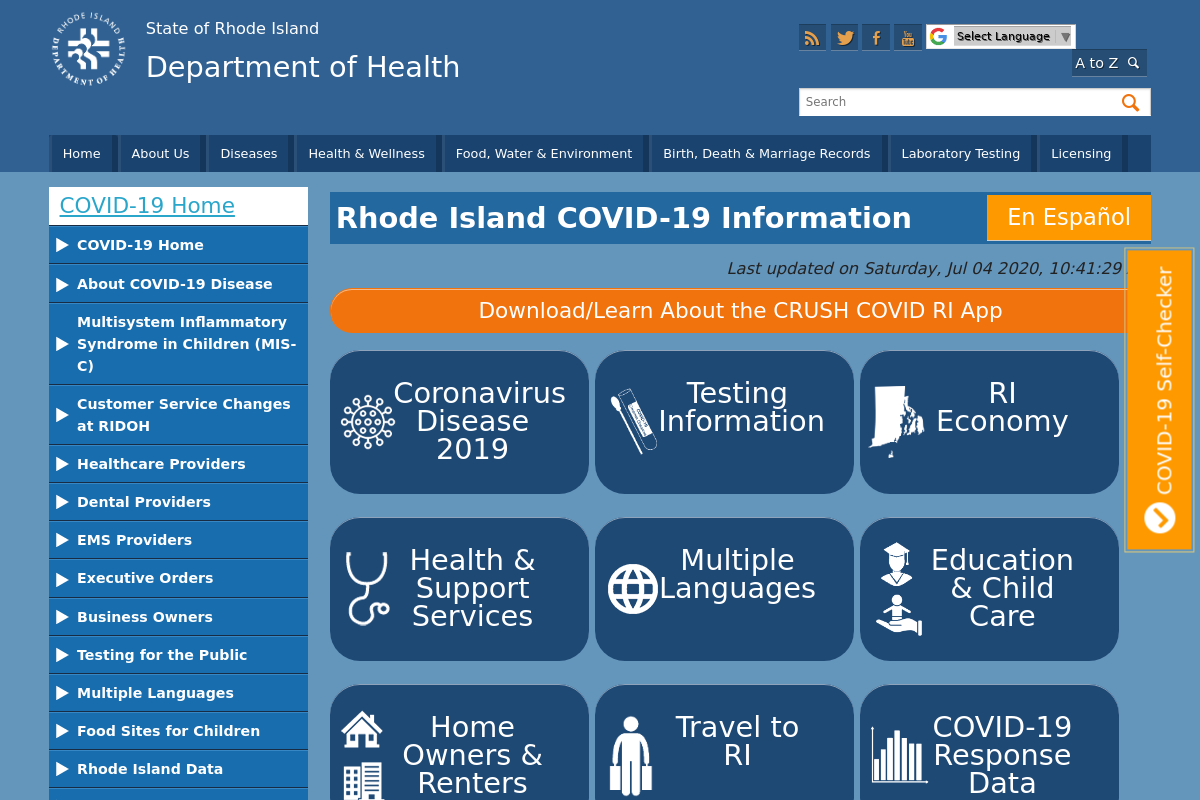 RHODE ISLAND
DEPARTMENT OF HEALTH
State of Rhode Island
Department of Health
Select Language ▼
A to Z
Search
Home
About Us
Diseases
Health & Wellness
Food, Water & Environment
Birth, Death & Marriage Records
Laboratory Testing
Licensing
COVID-19 Home
COVID-19 Home
About COVID-19 Disease
Multisystem Inflammatory
Syndrome in Children (MIS-
C)
Customer Service Changes
at RIDOH
Healthcare Providers
Dental Providers
EMS Providers
Executive Orders
Business Owners
Testing for the Public
Multiple Languages
Food Sites for Children
Rhode Island Data
Rhode Island COVID-19 Information
En Español
Last updated on Saturday, Jul 04 2020, 10:41:29
Download/Learn About the CRUSH COVID RI App
COVID-19 Self-Checker
Coronavirus
Disease
2019
Testing
Information
RI
Economy
Health &
Support
Services
Multiple
Languages
Education
& Child
Care
Home
Owners &
Renters
Travel to
RI
COVID-19
Response
Data